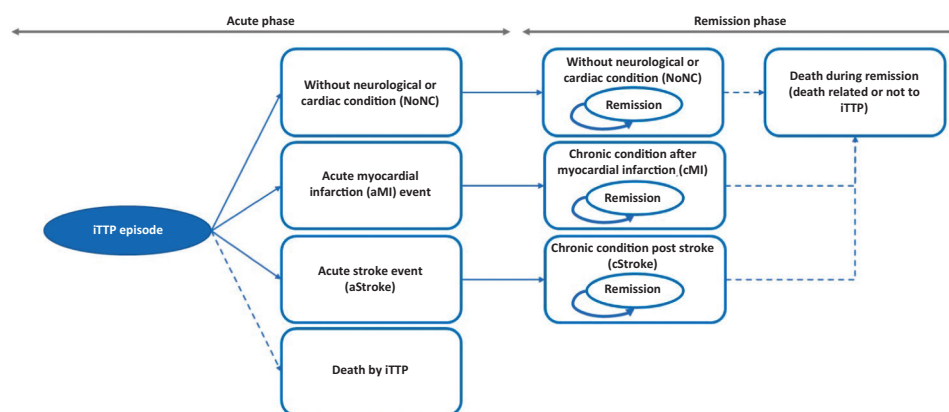 Acute phase
Remission phase
Without neurological or
cardiac condition (NoNC)
Without neurological or
cardiac condition (NoNC)
Remission
Death during remission
(death related or not to
iTTP)
Acute myocardial
infarction (aMI) event
Chronic condition after
myocardial infarction (cMI)
Remission
iTTP episode
Acute stroke event
(aStroke)
Chronic condition post stroke
(cStroke)
Remission
Death by iTTP